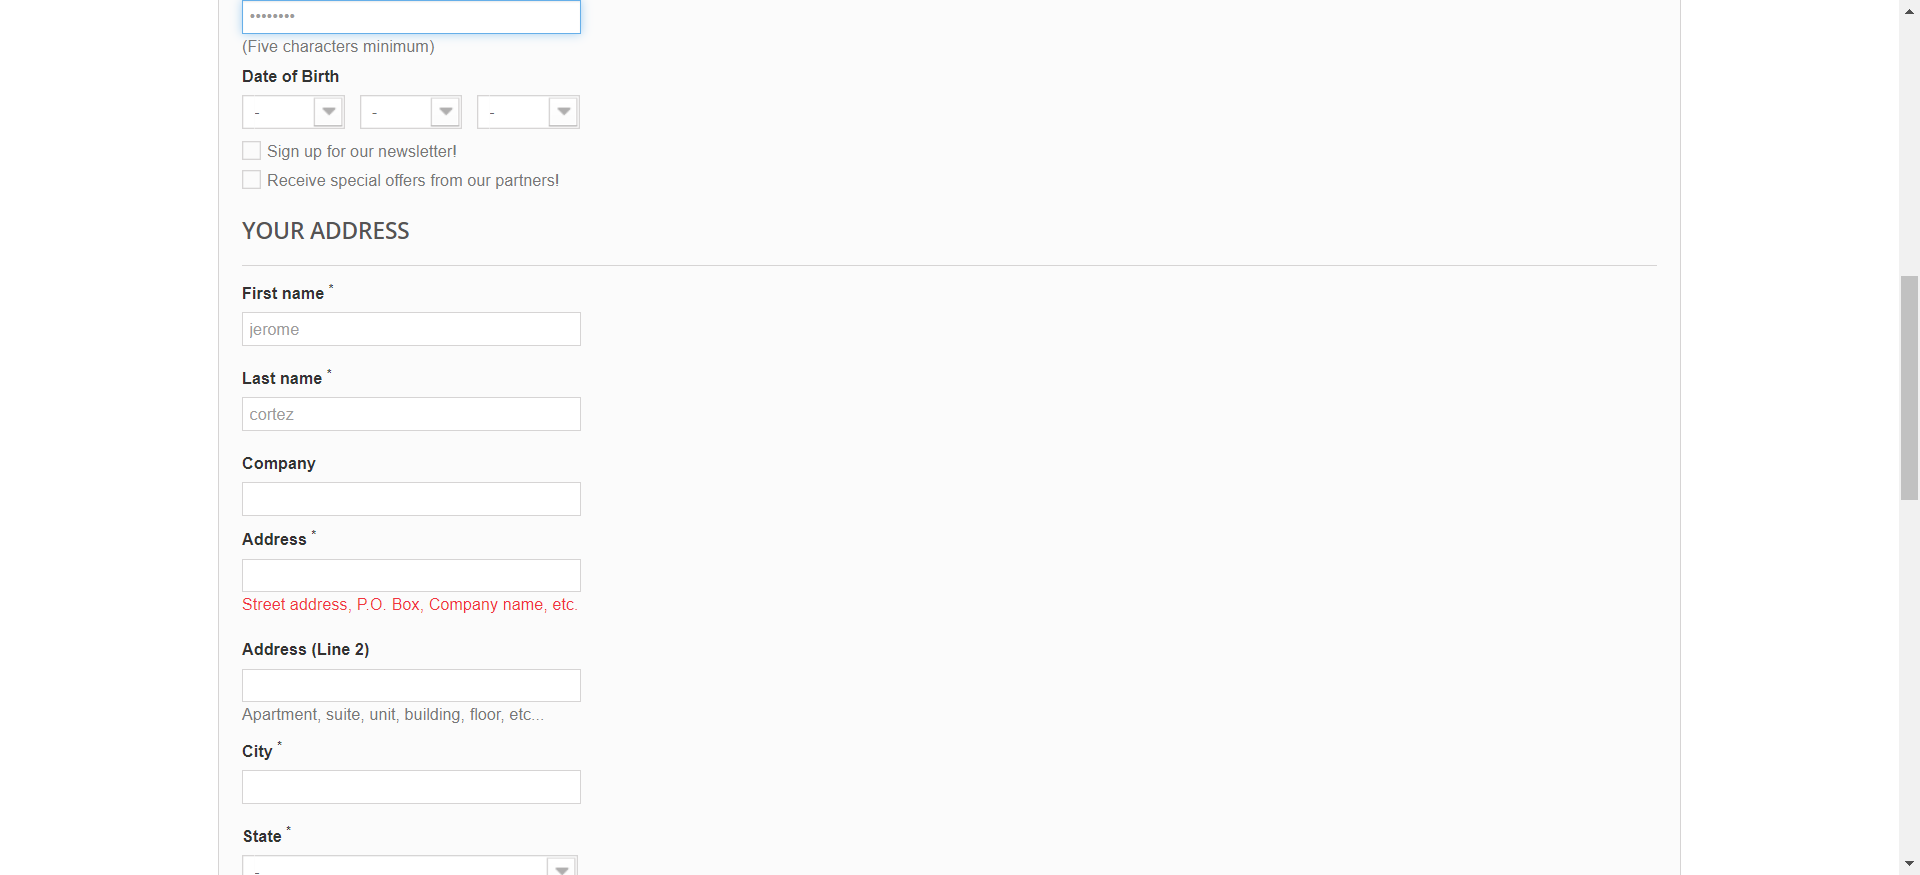 ••••••••
(Five characters minimum)
Date of Birth
- - -
Sign up for our newsletter!
Receive special offers from our partners!
YOUR ADDRESS
First name *
jerome
Last name *
cortez
Company
Address *
Street address, P.O. Box, Company name, etc.
Address (Line 2)
Apartment, suite, unit, building, floor, etc...
City *
State *
-